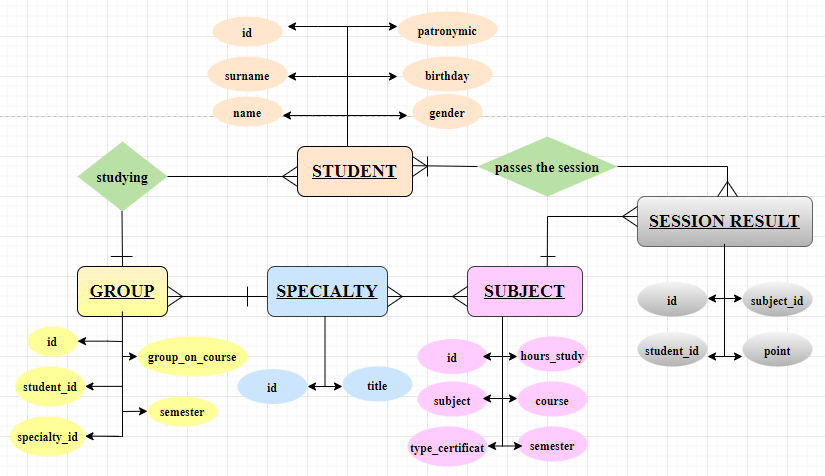 id
patronymic
surname
birthday
name
gender
STUDENT
studying
passes the session
SESSION RESULT
GROUP
SPECIALTY
SUBJECT
id
subject_id
student_id
point
id
group_on_course
student_id
semester
specialty_id
id
title
id
hours_study
subject
course
type_certificat
semester